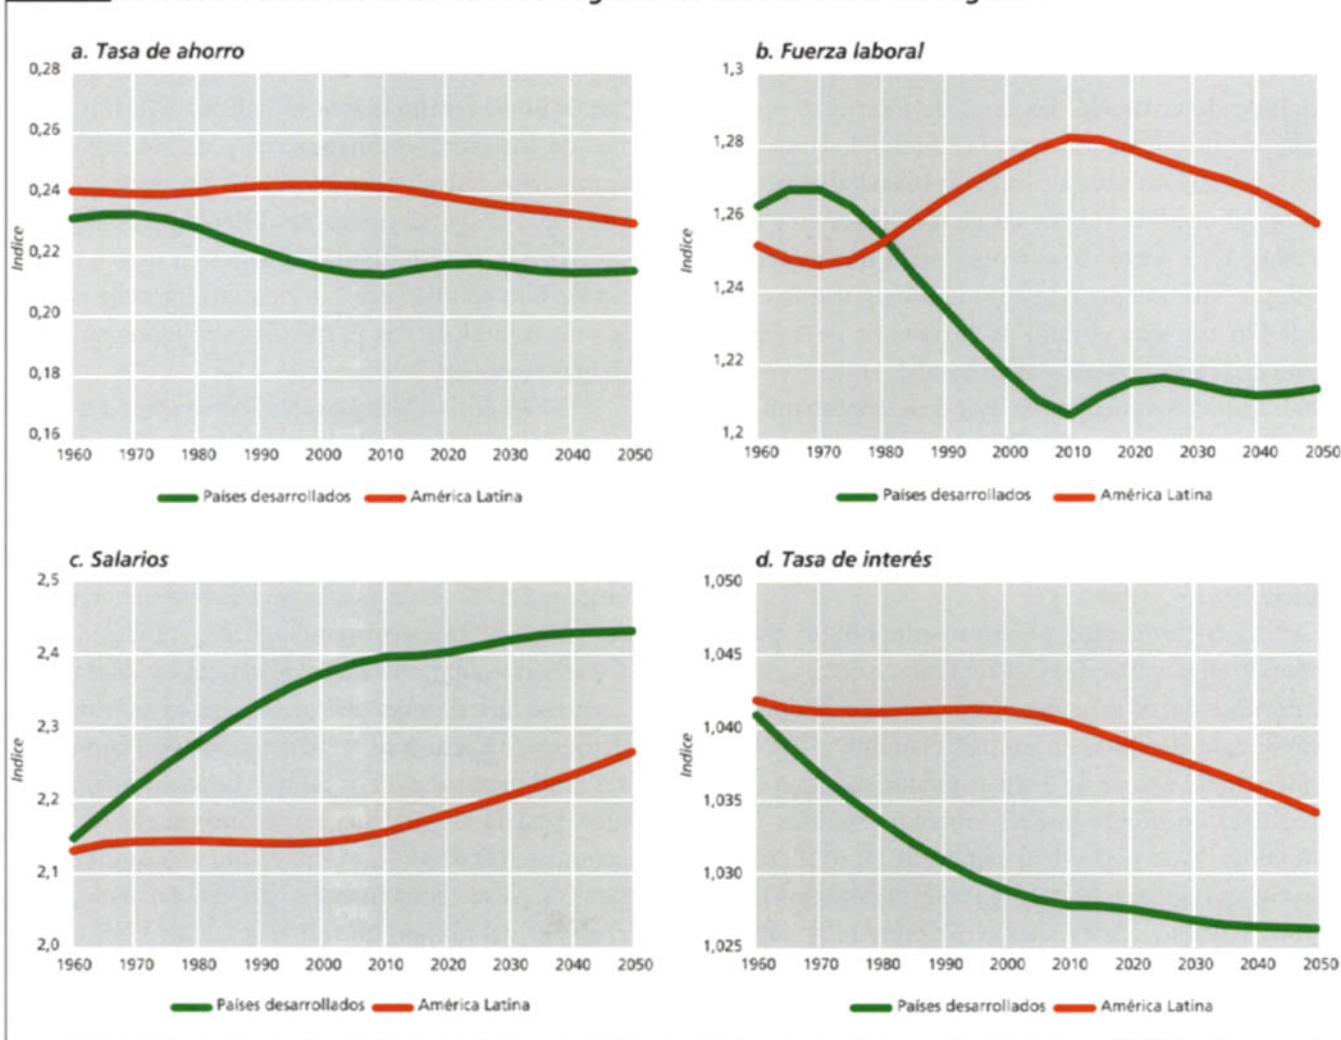 a. Tasa de ahorro
0,28
0,26
0,24
0,22
0,20
0,18
0,16
Indice
1960 1970 1980 1990 2000 2010 2020 2030 2040 2050
Países desarrollados América Latina
b. Fuerza laboral
1,3
1,28
1,26
1,24
1,22
1,2
Indice
1960 1970 1980 1990 2000 2010 2020 2030 2040 2050
Países desarrollados América Latina
c. Salarios
2,5
2,4
2,3
2,2
2,1
2,0
Indice
1960 1970 1980 1990 2000 2010 2020 2030 2040 2050
Países desarrollados América Latina
d. Tasa de interés
1,050
1,045
1,040
1,035
1,030
1,025
Indice
1960 1970 1980 1990 2000 2010 2020 2030 2040 2050
Países desarrollados América Latina